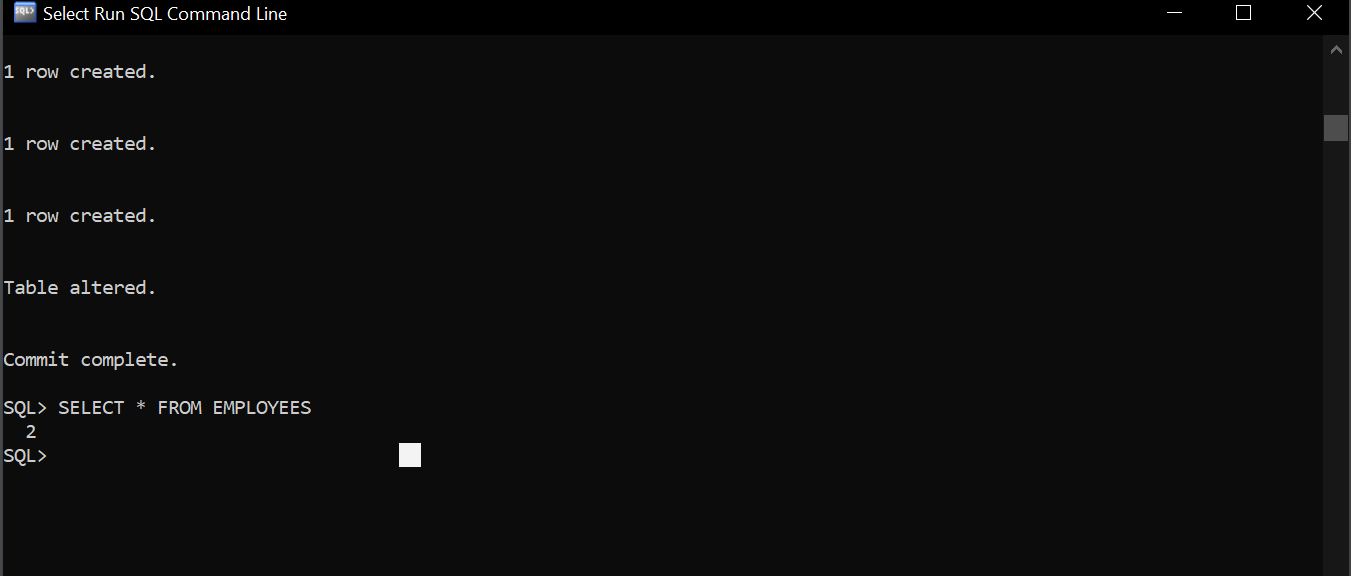 SQL>
Select Run SQL Command Line
1 row created.
1 row created.
1 row created.
Table altered.
Commit complete.
SQL> SELECT * FROM EMPLOYEES
2
SQL>